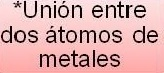 *Unión entre
dos átomos de
metales